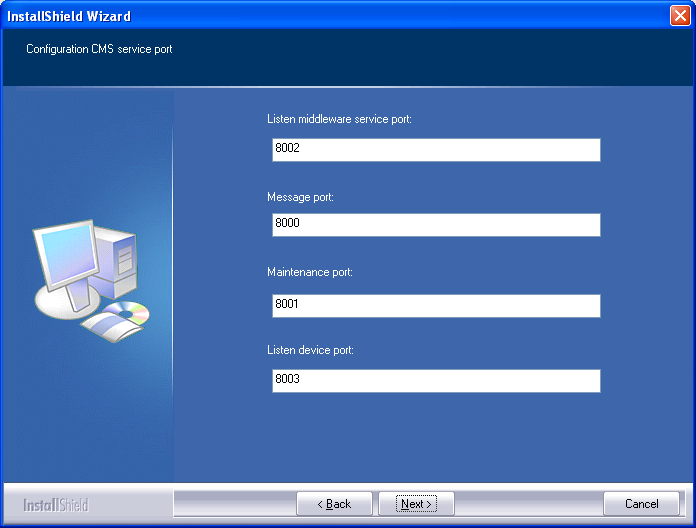 InstallShield Wizard
Configuration CMS service port
Listen middleware service port:
8002
Message port:
8000
Maintenance port:
8001
Listen device port:
8003
InstallShield
< Back
Next >
Cancel